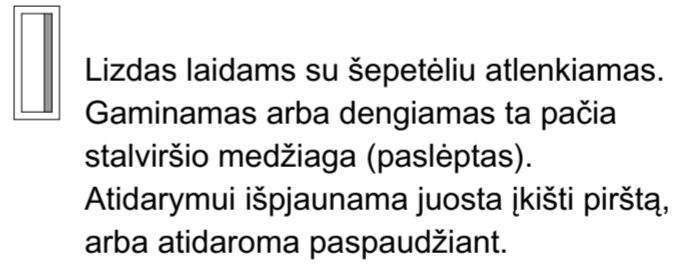 Lizdas laidams su šepetėliu atlenkiamas.
Gaminamas arba dengiamas ta pačia
stalviršio medžiaga (paslėptas).
Atidarymui išpjaunama juosta įkišti pirštą,
arba atidaroma paspaudžiant.